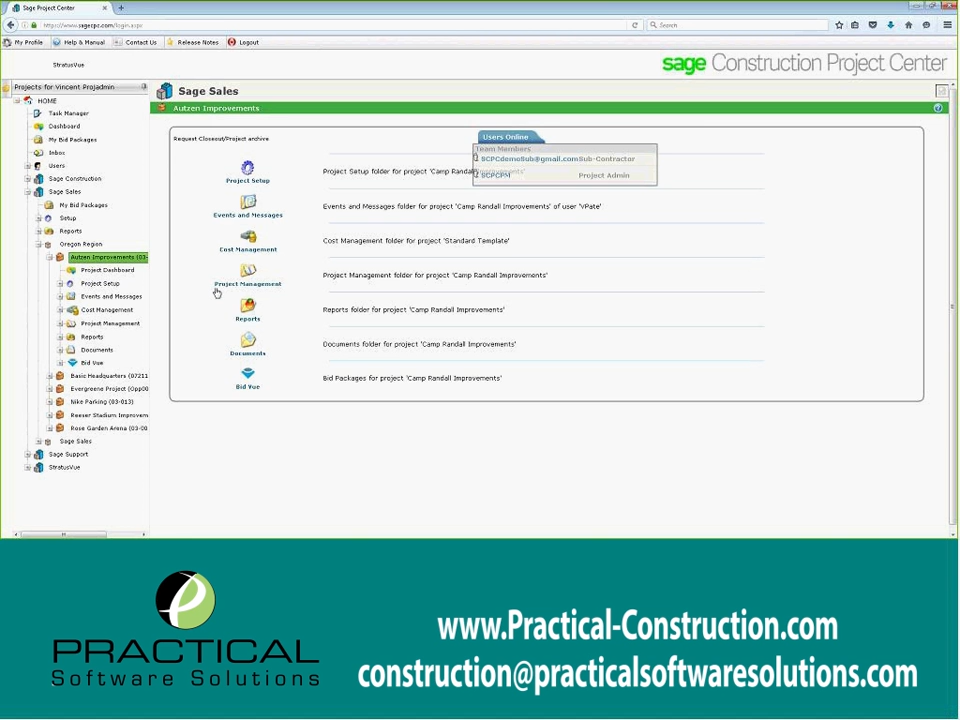 Sage Project Center
https://www.sagecpc.com/login.aspx
Search
My Profile
Help & Manual
Contact Us
Release Notes
Logout
StratusVue
sage Construction Project Center
Projects for Vincent Projadmin
Sage Sales
HOME
Autzen Improvements
Task Manager
Dashboard
My Bid Packages
Inbox
Users
Sage Construction
Sage Sales
My Bid Packages
Setup
Reports
Oregon Region
Autzen Improvements (03-
Project Dashboard
Project Setup
Events and Messages
Cost Management
Project Management
Reports
Documents
Bid Vue
Basic Headquarters (07211
Evergreene Project (Opp00
Nike Parking (03-013)
Reeser Stadium Improvem
Rose Garden Arena (03-00
Sage Sales
Sage Support
StratusVue
Request Closeout/Project archive
Users Online
Team Members
SCPCdemoSub@gmail.com Sub-Contractor
SCPCPM Project Admin
Project Setup
Project Setup folder for project 'Camp Randall Improvements'
Events and Messages
Events and Messages folder for project 'Camp Randall Improvements' of user 'VPate'
Cost Management
Cost Management folder for project 'Standard Template'
Project Management
Project Management folder for project 'Camp Randall Improvements'
Reports
Reports folder for project 'Camp Randall Improvements'
Documents
Documents folder for project 'Camp Randall Improvements'
Bid Vue
Bid Packages for project 'Camp Randall Improvements'
PRACTICAL
Software Solutions
www.Practical-Construction.com
construction@practicalsoftwaresolutions.com